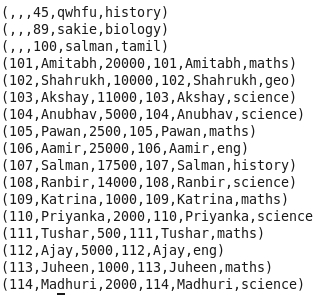 (,,,45,qwhfu,history)
(,,,89,sakie,biology)
(,,,100,salman,tamil)
(101,Amitabh,20000,101,Amitabh,maths)
(102,Shahrukh,10000,102,Shahrukh,geo)
(103,Akshay,11000,103,Akshay,science)
(104,Anubhav,5000,104,Anubhav,science)
(105,Pawan,2500,105,Pawan,maths)
(106,Aamir,25000,106,Aamir,eng)
(107,Salman,17500,107,Salman,history)
(108,Ranbir,14000,108,Ranbir,science)
(109,Katrina,1000,109,Katrina,maths)
(110,Priyanka,2000,110,Priyanka,science
(111,Tushar,500,111,Tushar,maths)
(112,Ajay,5000,112,Ajay,eng)
(113,Juheen,1000,113,Juheen,maths)
(114,Madhuri,2000,114,Madhuri,science)